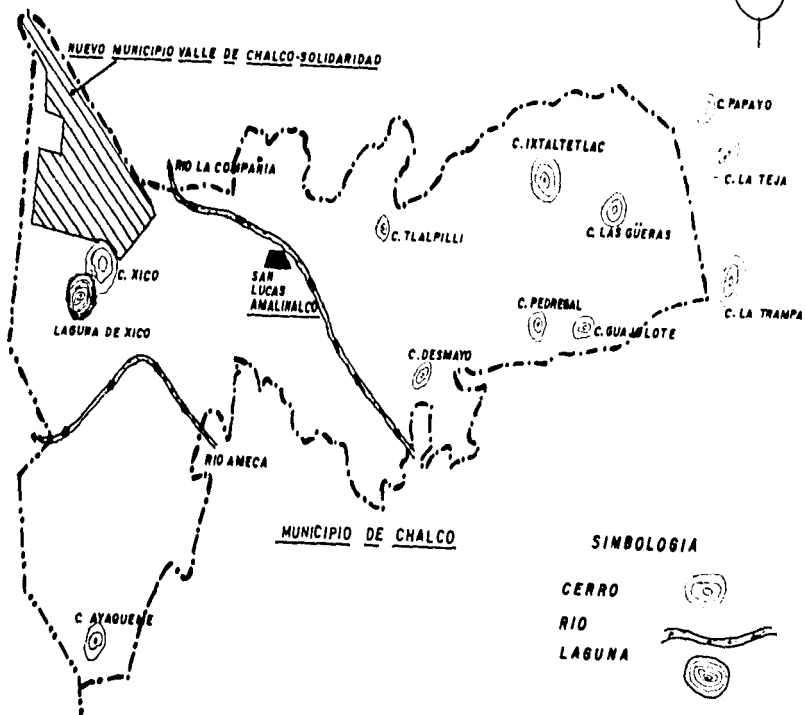 NUEVO MUNICIPIO VALLE DE CHALCO-SOLIDARIDAD
C. PAPAYO
RIO LA COMPAÑIA
C. IXTALTETLAC
C. LA TEJA
C. TLALPILLI
C. LAS GÜERAS
C. XICO
SAN
LUCAS
AMALINALCO
C. LA TRAMPA
LAGUNA DE XICO
C. PEDREGAL
C. GUAJOLOTE
C. DESMAYO
RIO AMECA
MUNICIPIO DE CHALCO
SIMBOLOGIA
CERRO
RIO
LAGUNA
C. AYAQUEME